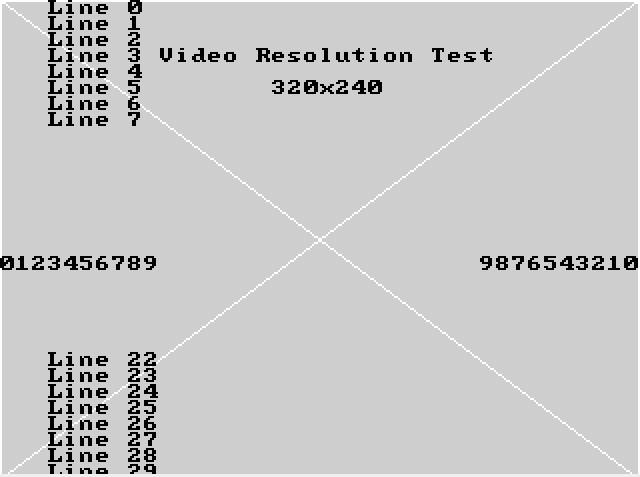 Line 0
Line 1
Line 2
Line 3 Video Resolution Test
Line 4
Line 5 320x240
Line 6
Line 7
0123456789 9876543210
Line 22
Line 23
Line 24
Line 25
Line 26
Line 27
Line 28
Line 29